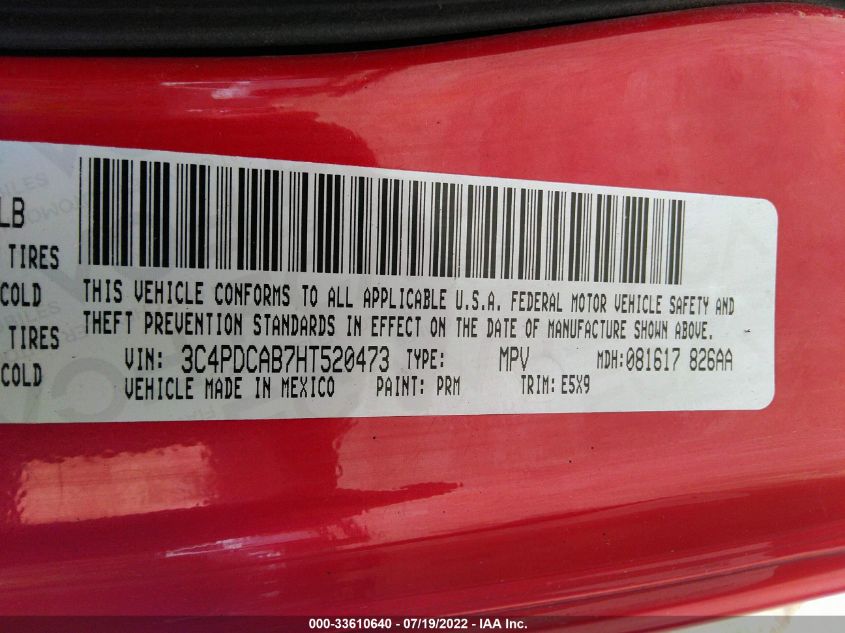 LB
TIRES
COLD
TIRES
COLD
THIS VEHICLE CONFORMS TO ALL APPLICABLE U.S.A. FEDERAL MOTOR VEHICLE SAFETY AND
THEFT PREVENTION STANDARDS IN EFFECT ON THE DATE OF MANUFACTURE SHOWN ABOVE.
VIN: 3C4PDCAB7HT520473 TYPE: MPV MDH:081617 826AA
VEHICLE MADE IN MEXICO PAINT: PRM TRIM: E5X9
000-33610640 / 07/19/2022 - IAA Inc.